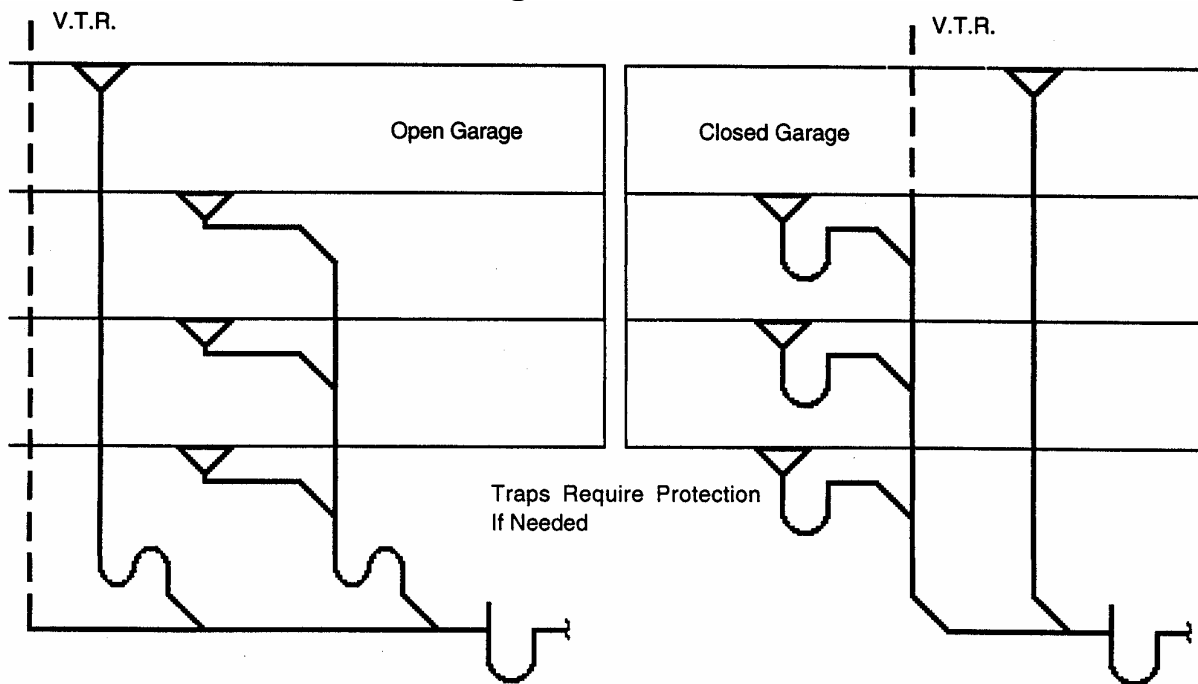 V.T.R.
V.T.R.
Open Garage
Closed Garage
Traps Require Protection
If Needed